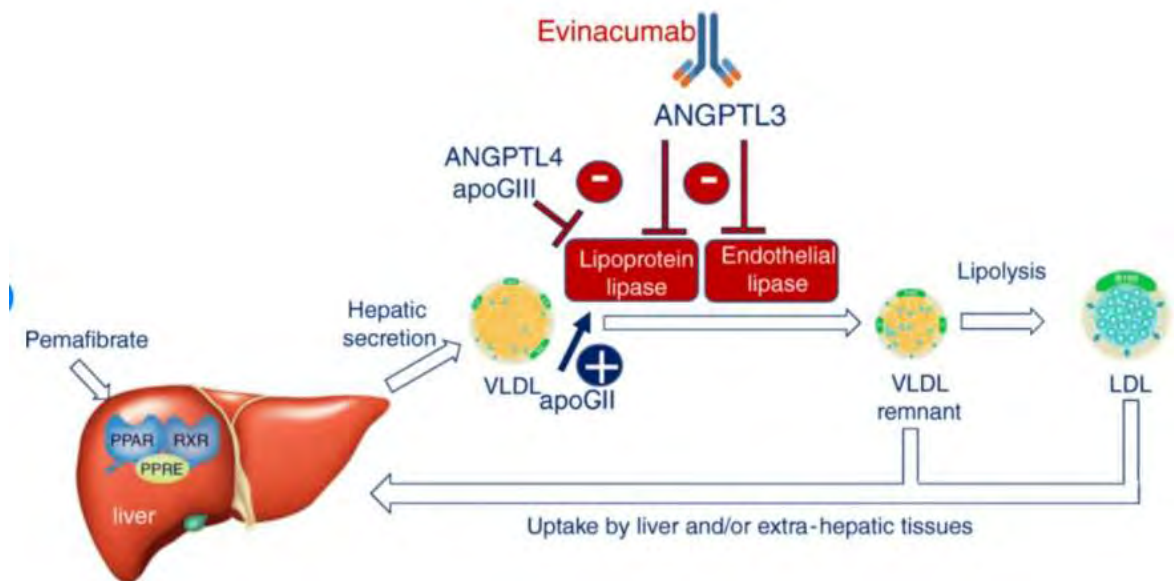 Evinacumab
ANGPTL3
ANGPTL4
apoGIII
-
-
Lipoprotein
lipase
Endothelial
lipase
Lipolysis
Hepatic
secretion
Pemafibrate
VLDL
apoGII
+
VLDL
remnant
LDL
PPAR
RXR
PPRE
liver
Uptake by liver and/or extra-hepatic tissues